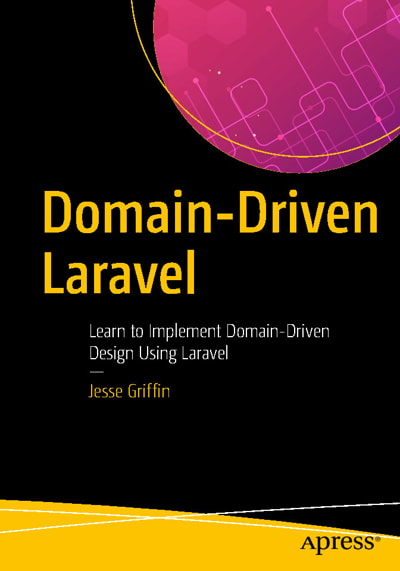 Domain-Driven
Laravel
Learn to Implement Domain-Driven
Design Using Laravel
—
Jesse Griffin
Apress®